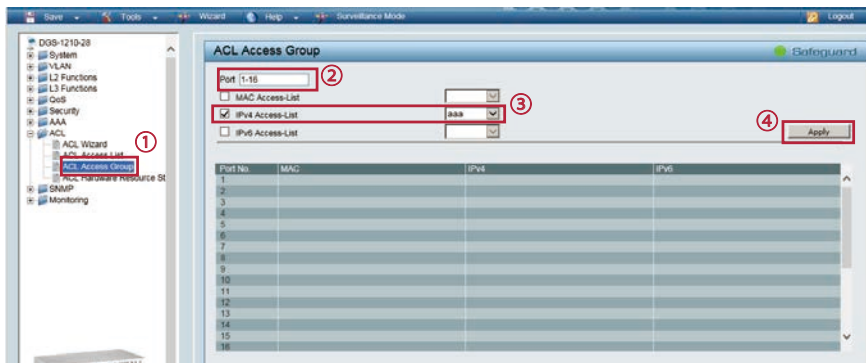 Save Tools Wizard Help Surveillance Mode Logout
DGS-1210-28
System
VLAN
L2 Functions
L3 Functions
QoS
Security
AAA
ACL
ACL Wizard
①
ACL Access List
ACL Access Group
ACL Hardware Resource St
SNMP
Monitoring
ACL Access Group
Safeguard
Port 1-16 ②
MAC Access-List
③
IPv4 Access-List aaa
④
IPv6 Access-List
Apply
Port No. MAC IPv4 IPv6
1
2
3
4
5
6
7
8
9
10
11
12
13
14
15
16